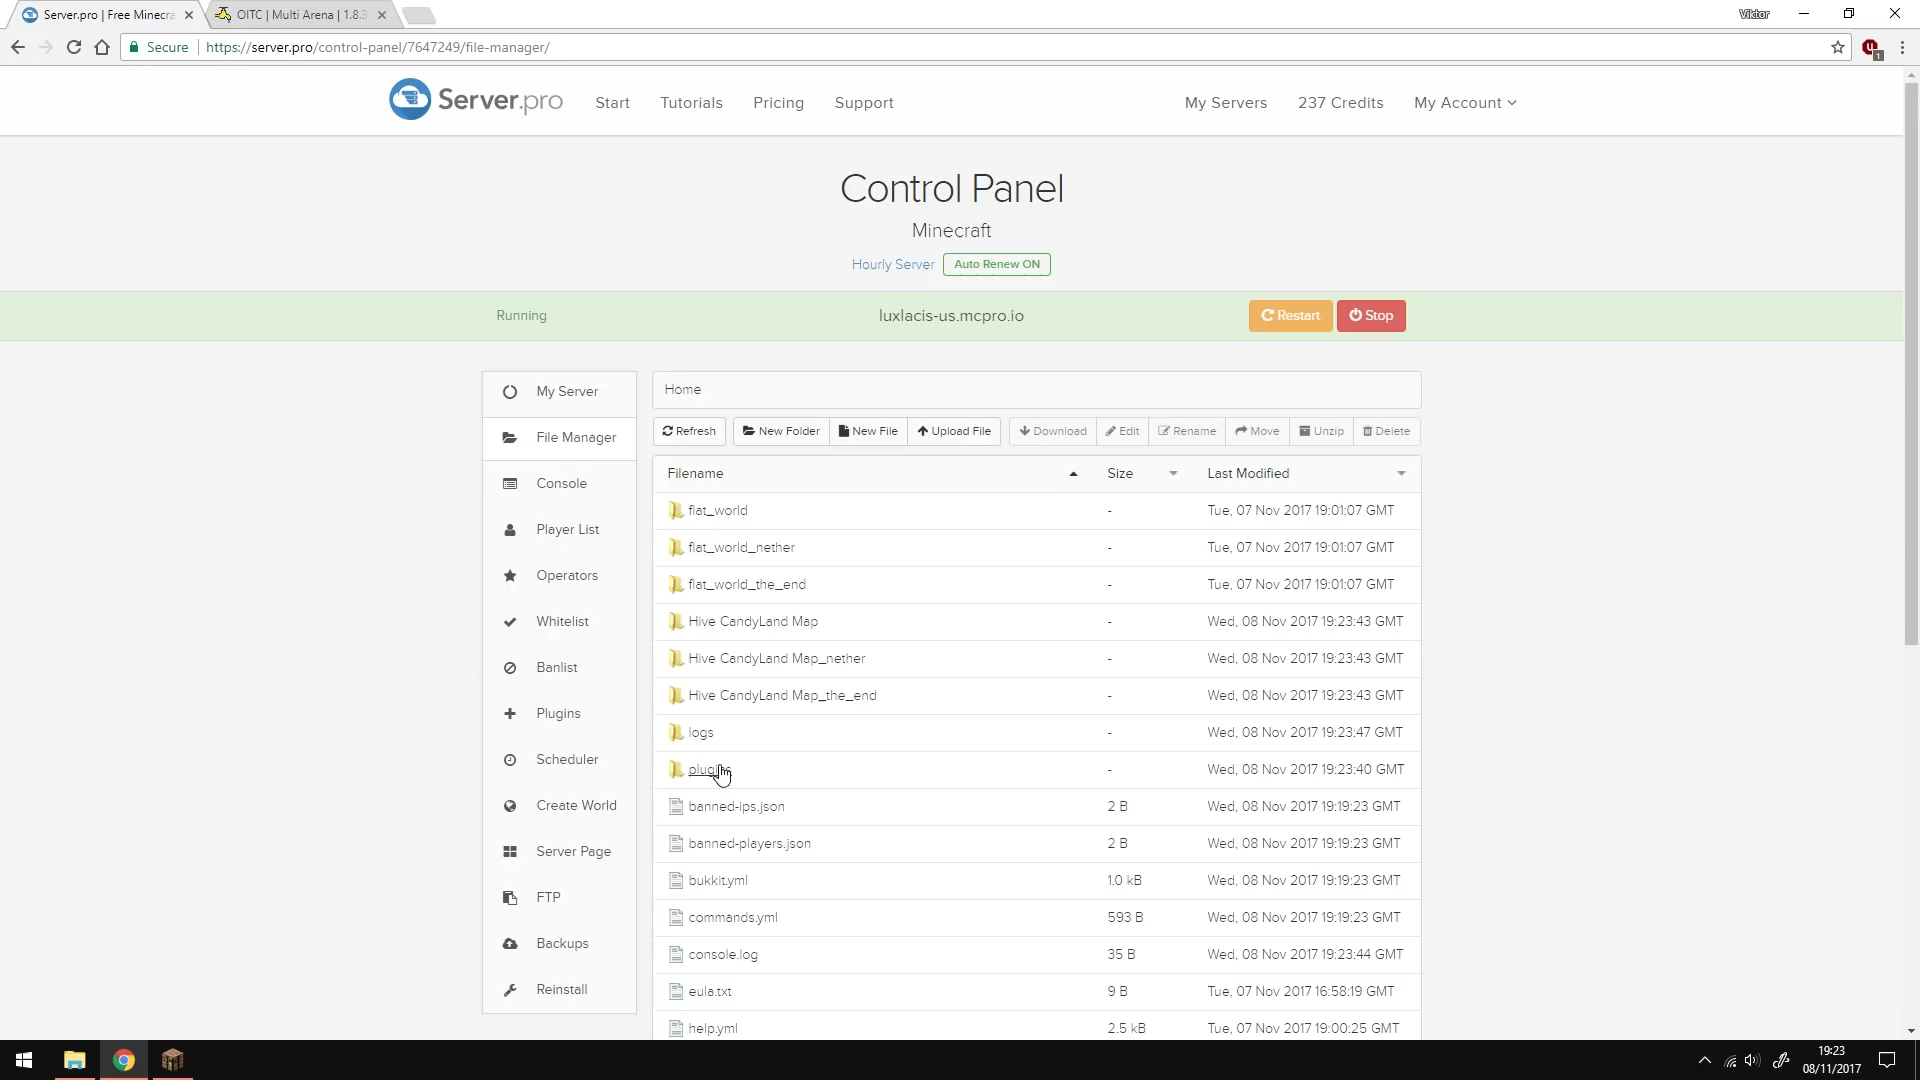 Server.pro | Free Minecra
OITC | Multi Arena | 1.8.3
Viktor
Secure
https://server.pro/control-panel/7647249/file-manager/
1
Server.pro
Start
Tutorials
Pricing
Support
My Servers
237 Credits
My Account
Control Panel
Minecraft
Hourly Server
Auto Renew ON
Running
luxlacis-us.mcpro.io
Restart
Stop
My Server
File Manager
Console
Player List
Operators
Whitelist
Banlist
Plugins
Scheduler
Create World
Server Page
FTP
Backups
Reinstall
Home
Refresh
New Folder
New File
Upload File
Download
Edit
Rename
Move
Unzip
Delete
Filename Size Last Modified
flat_world - Tue, 07 Nov 2017 19:01:07 GMT
flat_world_nether - Tue, 07 Nov 2017 19:01:07 GMT
flat_world_the_end - Tue, 07 Nov 2017 19:01:07 GMT
Hive CandyLand Map - Wed, 08 Nov 2017 19:23:43 GMT
Hive CandyLand Map_nether - Wed, 08 Nov 2017 19:23:43 GMT
Hive CandyLand Map_the_end - Wed, 08 Nov 2017 19:23:43 GMT
logs - Wed, 08 Nov 2017 19:23:47 GMT
plugins - Wed, 08 Nov 2017 19:23:40 GMT
banned-ips.json 2 B Wed, 08 Nov 2017 19:19:23 GMT
banned-players.json 2 B Wed, 08 Nov 2017 19:19:23 GMT
bukkit.yml 1.0 kB Wed, 08 Nov 2017 19:19:23 GMT
commands.yml 593 B Wed, 08 Nov 2017 19:19:23 GMT
console.log 35 B Wed, 08 Nov 2017 19:23:44 GMT
eula.txt 9 B Tue, 07 Nov 2017 16:58:19 GMT
help.yml 2.5 kB Tue, 07 Nov 2017 19:00:25 GMT
19:23
08/11/2017